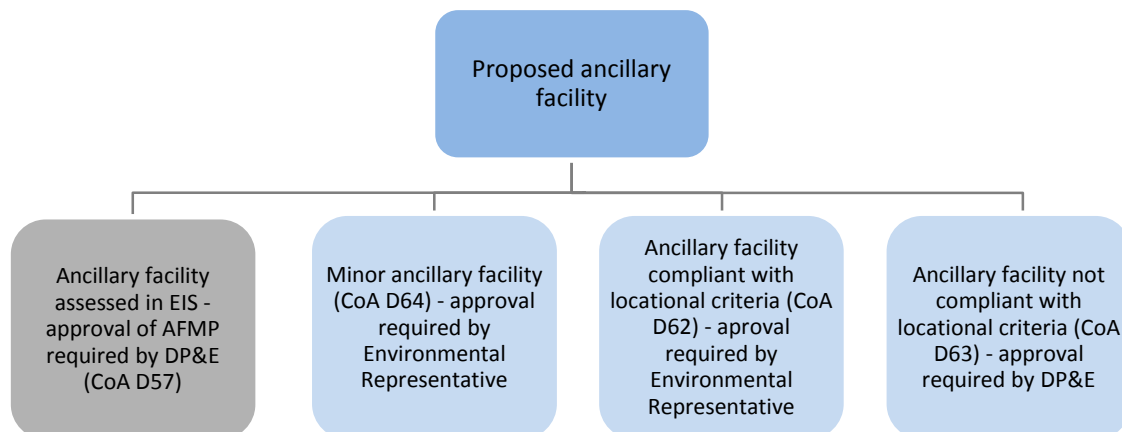 Proposed ancillary
facility
Ancillary facility
assessed in EIS -
approval of AFMP
required by DP&E
(CoA D57)
Minor ancillary facility
(CoA D64) - approval
required by
Environmental
Representative
Ancillary facility
compliant with
locational criteria (CoA
D62) - aproval
required by
Environmental
Representative
Ancillary facility not
compliant with
locational criteria (CoA
D63) - approval
required by DP&E